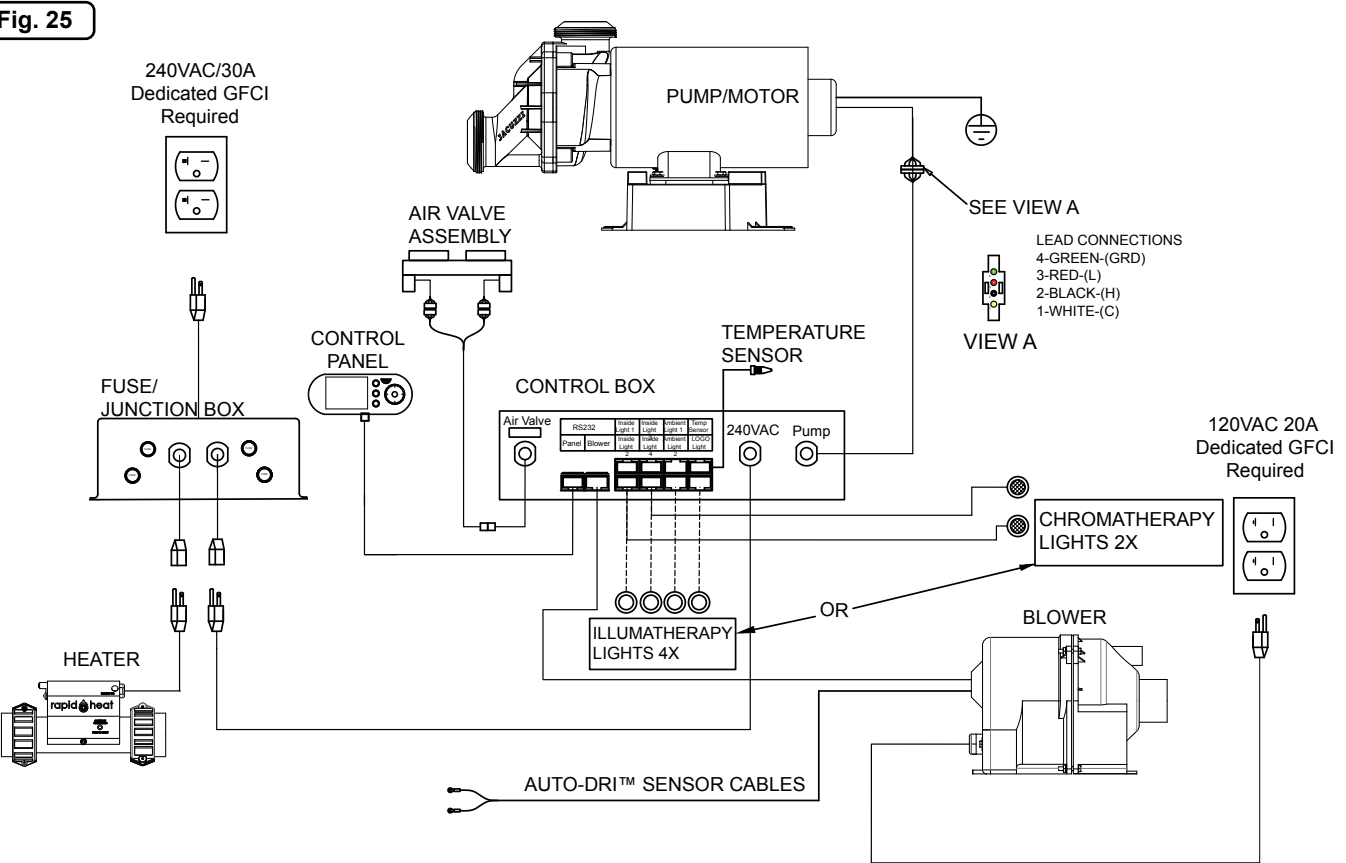 Fig. 25
240VAC/30A
Dedicated GFCI
Required
PUMP/MOTOR
JACUZZI
SEE VIEW A
AIR VALVE
ASSEMBLY
LEAD CONNECTIONS
4-GREEN-(GRD)
3-RED-(L)
2-BLACK-(H)
1-WHITE-(C)
VIEW A
TEMPERATURE
SENSOR
CONTROL
PANEL
CONTROL BOX
FUSE/
JUNCTION BOX
Air Valve
RS232
Inside Light 1
Inside Light
Ambient Light 1
Temp Sensor
Panel
Blower
Inside Light 2
Inside Light 4
Ambient Light 2
LOGO Light
240VAC
Pump
120VAC 20A
Dedicated GFCI
Required
CHROMATHERAPY
LIGHTS 2X
OR
ILLUMATHERAPY
LIGHTS 4X
BLOWER
HEATER
rapid heat
AUTO-DRI™ SENSOR CABLES